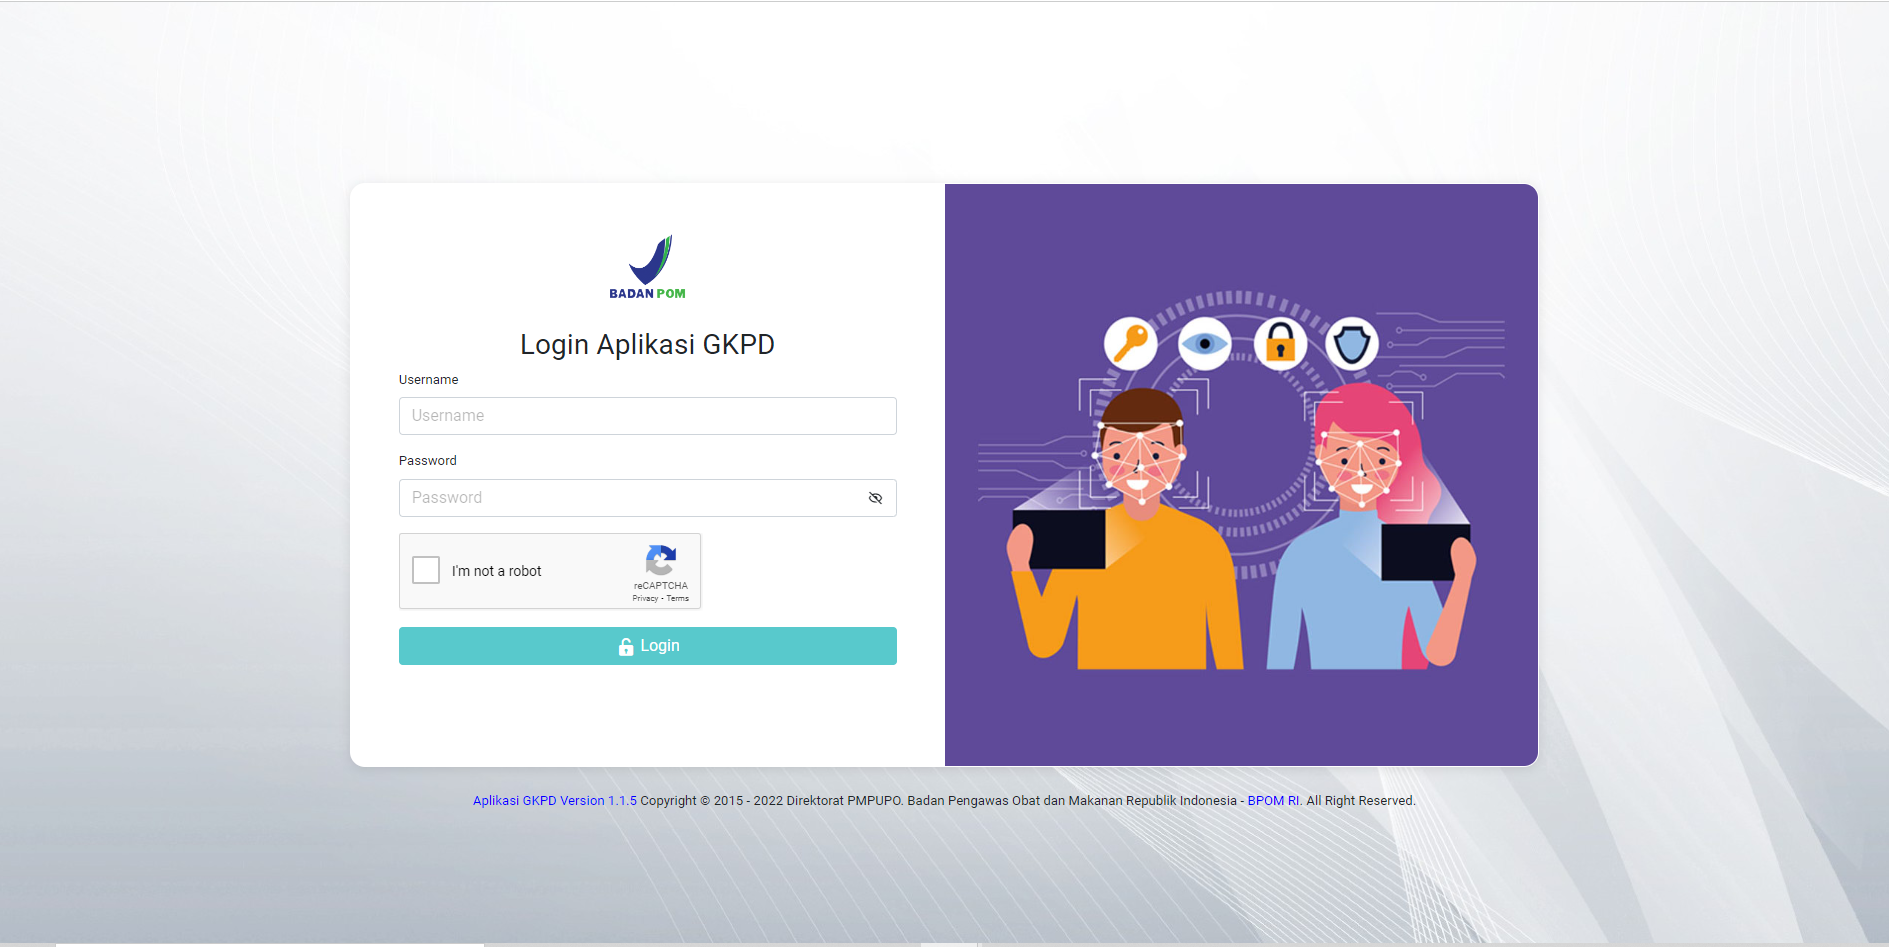 BADAN POM
Login Aplikasi GKPD
Username
Username
Password
Password
I'm not a robot
reCAPTCHA
Privacy - Terms
Login
Aplikasi GKPD Version 1.1.5 Copyright © 2015 - 2022 Direktorat PMPUPO. Badan Pengawas Obat dan Makanan Republik Indonesia - BPOM RI. All Right Reserved.